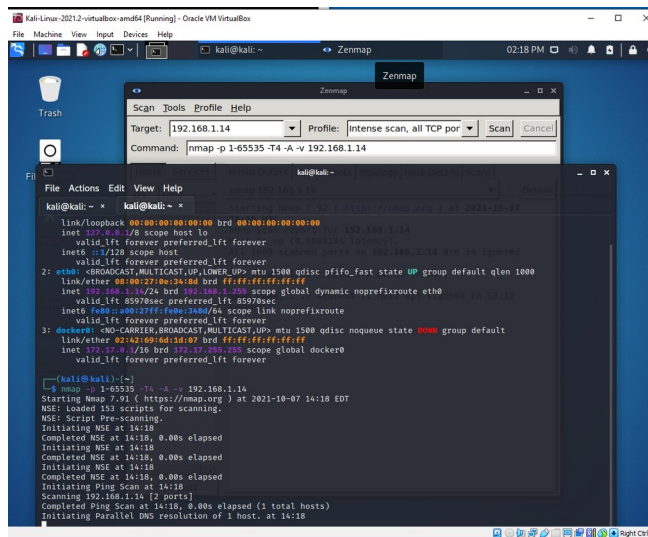 Kali-Linux-2021.2-virtualbox-amd64 [Running] - Oracle VM VirtualBox
File Machine View Input Devices Help
kali@kali: ~
Zenmap
02:18 PM
Zenmap
Trash
Zenmap
Scan Tools Profile Help
Target: 192.168.1.14 Profile: Intense scan, all TCP por Scan Cancel
Command: nmap -p 1-65535 -T4 -A -v 192.168.1.14
kali@kali: ~
File Actions Edit View Help
kali@kali: ~ × kali@kali: ~ ×
link/loopback 00:00:00:00:00:00 brd 00:00:00:00:00:00
inet 127.0.0.1/8 scope host lo
valid_lft forever preferred_lft forever
inet6 ::1/128 scope host
valid_lft forever preferred_lft forever
2: eth0: <BROADCAST,MULTICAST,UP,LOWER_UP> mtu 1500 qdisc pfifo_fast state UP group default qlen 1000
link/ether 08:00:27:0e:34:8d brd ff:ff:ff:ff:ff:ff
inet 192.168.1.14/24 brd 192.168.1.255 scope global dynamic noprefixroute eth0
valid_lft 85970sec preferred_lft 85970sec
inet6 fe80::a00:27ff:fe0e:348d/64 scope link noprefixroute
valid_lft forever preferred_lft forever
3: docker0: <NO-CARRIER,BROADCAST,MULTICAST,UP> mtu 1500 qdisc noqueue state DOWN group default
link/ether 02:42:69:6d:1d:07 brd ff:ff:ff:ff:ff:ff
inet 172.17.0.1/16 brd 172.17.255.255 scope global docker0
valid_lft forever preferred_lft forever
(kali㉿kali)-[~]
$ nmap -p 1-65535 -T4 -A -v 192.168.1.14
Starting Nmap 7.91 ( https://nmap.org ) at 2021-10-07 14:18 EDT
NSE: Loaded 153 scripts for scanning.
NSE: Script Pre-scanning.
Initiating NSE at 14:18
Completed NSE at 14:18, 0.00s elapsed
Initiating NSE at 14:18
Completed NSE at 14:18, 0.00s elapsed
Initiating NSE at 14:18
Completed NSE at 14:18, 0.00s elapsed
Initiating Ping Scan at 14:18
Scanning 192.168.1.14 [2 ports]
Completed Ping Scan at 14:18, 0.00s elapsed (1 total hosts)
Initiating Parallel DNS resolution of 1 host. at 14:18
Right Ctrl